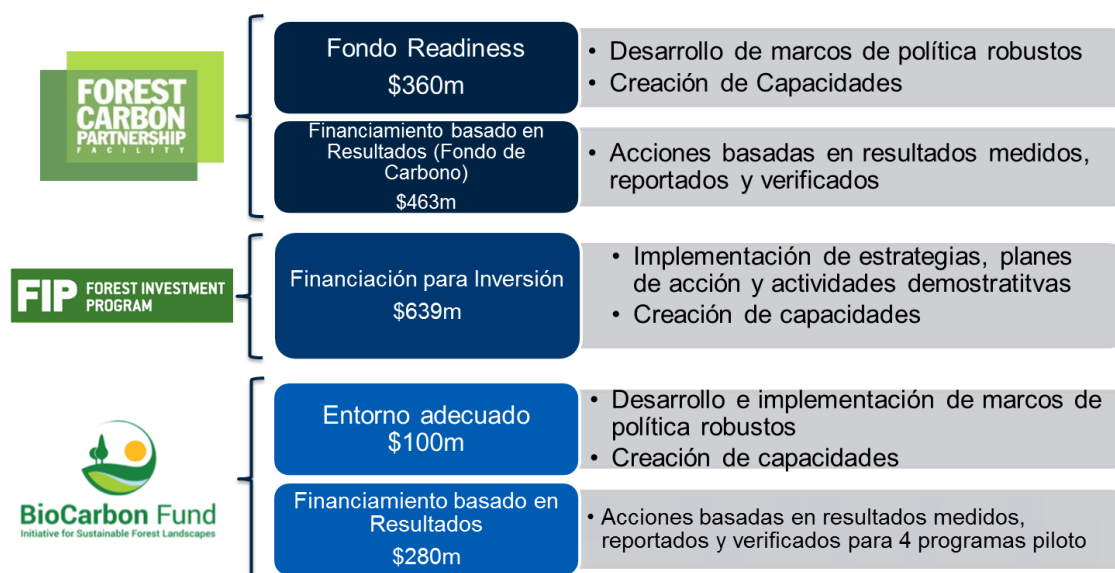 FOREST
CARBON
PARTNERSHIP
FACILITY
Fondo Readiness
$360m
• Desarrollo de marcos de política robustos
• Creación de Capacidades
Financiamiento basado en
Resultados (Fondo de
Carbono)
$463m
• Acciones basadas en resultados medidos,
reportados y verificados
FIP FOREST INVESTMENT
PROGRAM
Financiación para Inversión
$639m
• Implementación de estrategias, planes
de acción y actividades demostratitvas
• Creación de capacidades
BioCarbon Fund
Initiative for Sustainable Forest Landscapes
Entorno adecuado
$100m
• Desarrollo e implementación de marcos de
política robustos
• Creación de capacidades
Financiamiento basado en
Resultados
$280m
• Acciones basadas en resultados medidos,
reportados y verificados para 4 programas piloto